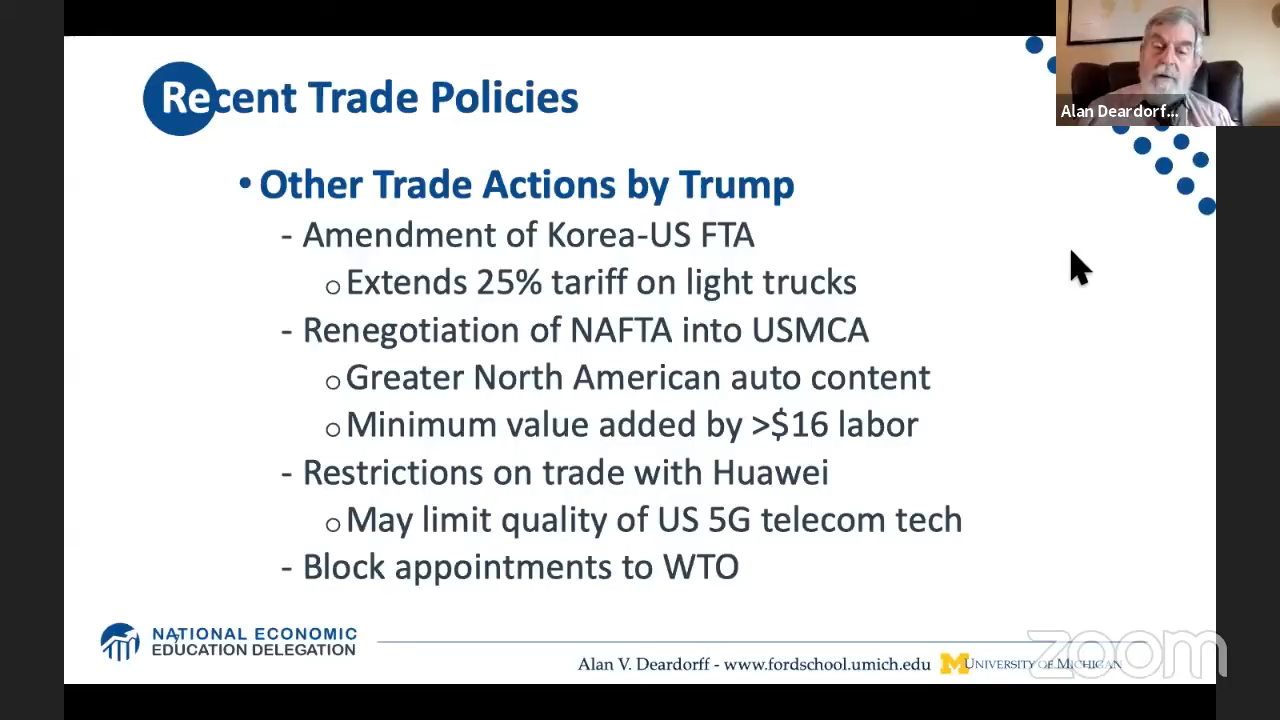 Recent Trade Policies
Alan Deardorf...
• Other Trade Actions by Trump
- Amendment of Korea-US FTA
o Extends 25% tariff on light trucks
- Renegotiation of NAFTA into USMCA
o Greater North American auto content
o Minimum value added by >$16 labor
- Restrictions on trade with Huawei
o May limit quality of US 5G telecom tech
- Block appointments to WTO
NATIONAL ECONOMIC
EDUCATION DELEGATION
7
Alan V. Deardorff - www.fordschool.umich.edu
M UNIVERSITY OF MICHIGAN
zoom